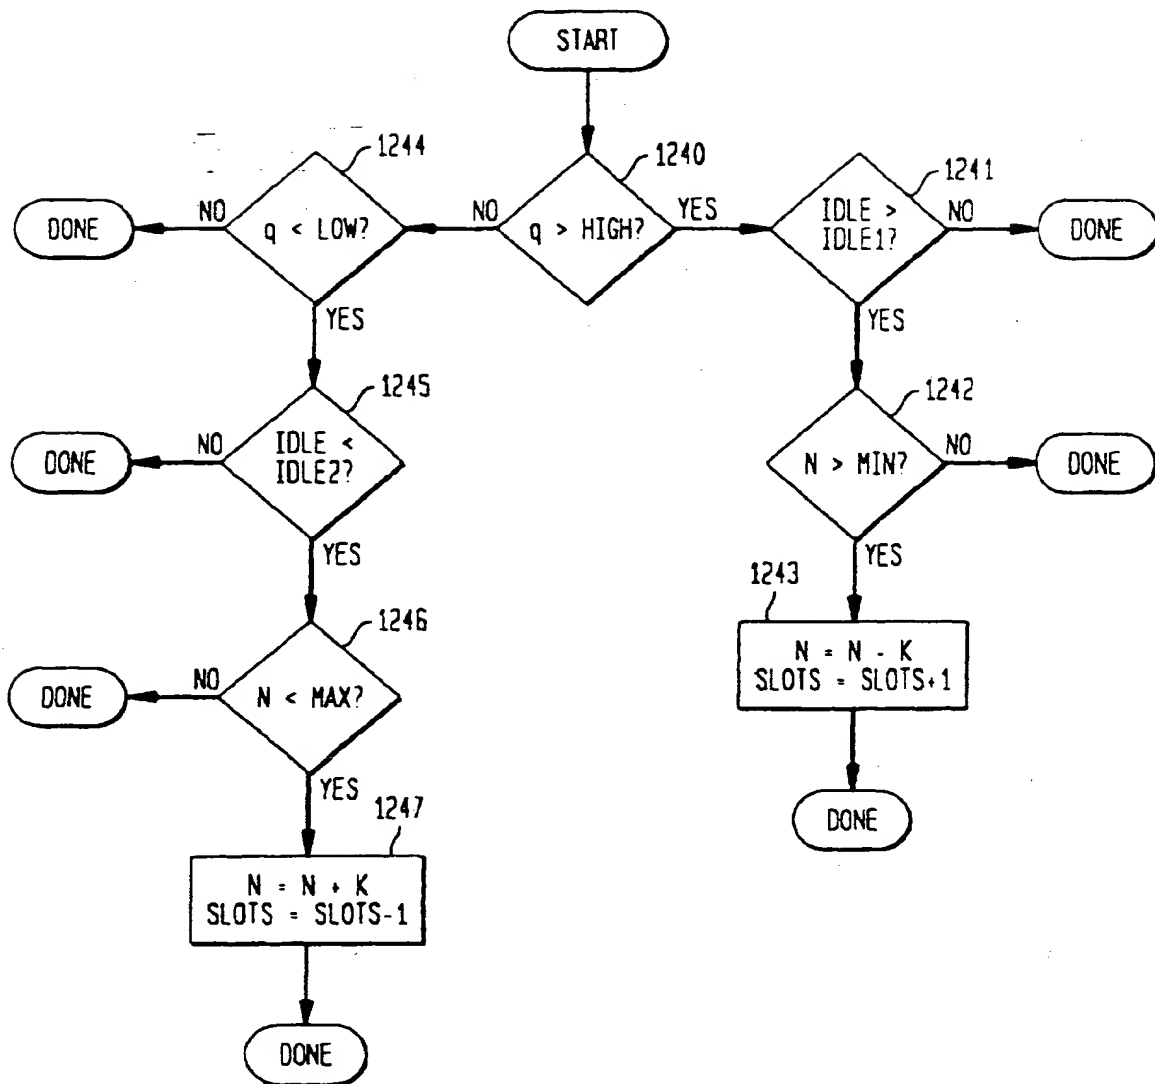 START
1244
1240
1241
DONE
NO
q < LOW?
NO
q > HIGH?
YES
IDLE >
IDLE1?
NO
DONE
YES
YES
1245
1242
DONE
NO
IDLE <
IDLE2?
N > MIN?
NO
DONE
YES
YES
1243
1246
N = N - K
SLOTS = SLOTS+1
DONE
NO
N < MAX?
YES
1247
DONE
N = N + K
SLOTS = SLOTS-1
DONE